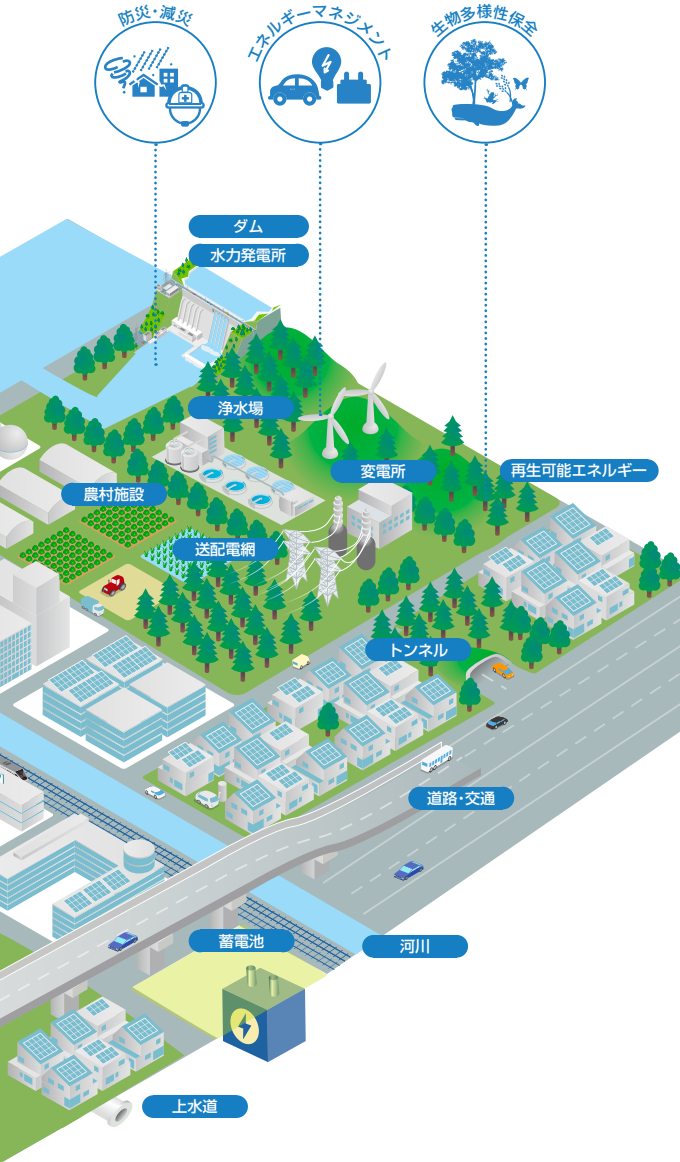 防災・減災
エネルギーマネジメント
生物多様性保全
ダム
水力発電所
浄水場
変電所
再生可能エネルギー
農村施設
送配電網
トンネル
道路・交通
蓄電池
河川
上水道